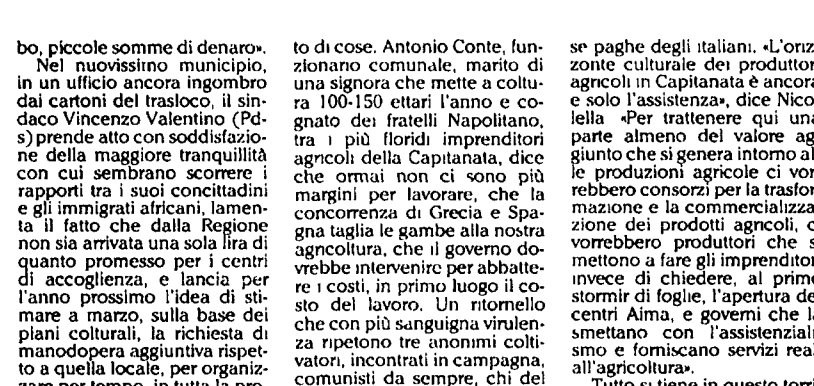 bo, piccole somme di denaro».
Nel nuovissimo municipio,
in un ufficio ancora ingombro
dai cartoni del trasloco, il sin-
daco Vincenzo Valentino (Pd-
s) prende atto con soddisfazio-
ne della maggiore tranquillità
con cui sembrano scorrere i
rapporti tra i suoi concittadini
e gli immigrati africani, lamen-
ta il fatto che dalla Regione
non sia arrivata una sola lira di
quanto promesso per i centri
di accoglienza, e lancia per
l'anno prossimo l'idea di sti-
mare a marzo, sulla base dei
piani colturali, la richiesta di
manodopera aggiuntiva rispet-
to a quella locale, per organiz-
zare per tempo, in tutta la pro-
to di cose. Antonio Conte, fun-
zionario comunale, marito di
una signora che mette a coltu-
ra 100-150 ettari l'anno e co-
gnato dei fratelli Napolitano,
tra i più floridi imprenditori
agricoli della Capitanata, dice
che ormai non ci sono più
margini per lavorare, che la
concorrenza di Grecia e Spa-
gna taglia le gambe alla nostra
agricoltura, che il governo do-
vrebbe intervenire per abbatte-
re i costi, in primo luogo il co-
sto del lavoro. Un ritornello
che con più sanguigna virulen-
za ripetono tre anonimi colti-
vatori, incontrati in campagna,
comunisti da sempre, chi del
se paghe degli italiani. «L'oriz
zonte culturale dei produttor
agricoli in Capitanata è ancora
e solo l'assistenza», dice Nico
lella «Per trattenere qui una
parte almeno del valore ag
giunto che si genera intorno al
le produzioni agricole ci vor
rebbero consorzi per la trasfor
mazione e la commercializza
zione dei prodotti agricoli, c
vorrebbero produttori che s
mettono a fare gli imprenditor
invece di chiedere, al primo
stormir di foglie, l'apertura de
centri Aima, e governi che la
smettano con l'assistenziali
smo e forniscano servizi real
all'agricoltura».
Tutto si tiene in questo terri